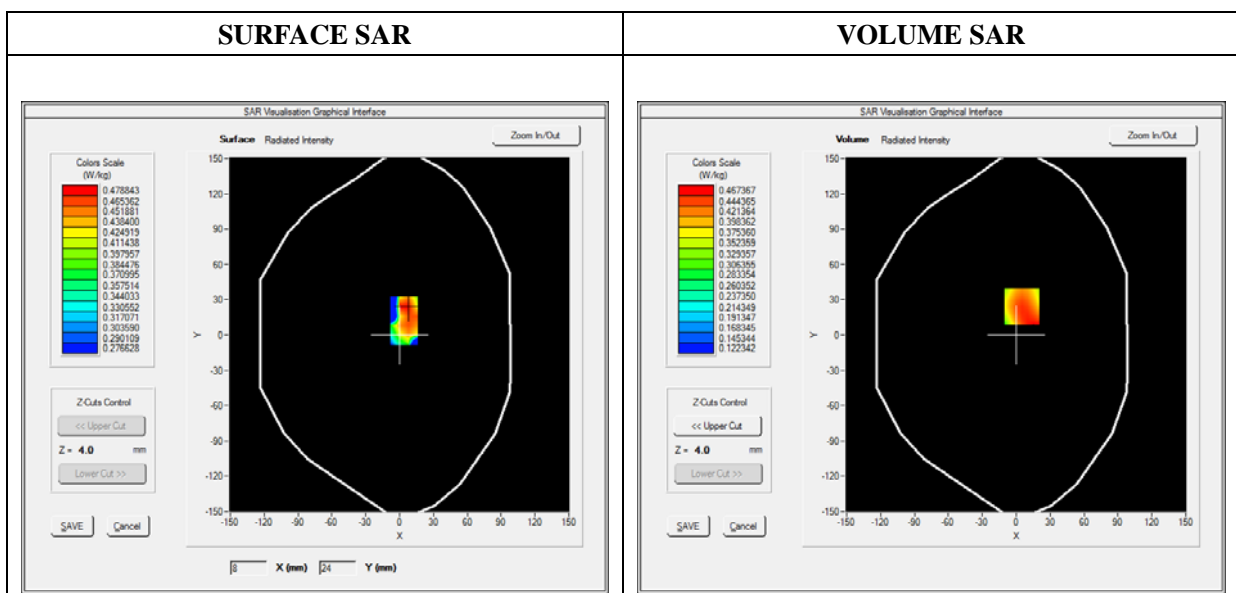 SURFACE SAR
VOLUME SAR
SAR Visualisation Graphical Interface
Surface Radiated Intensity
Zoom In/Out
Colors Scale
(W/kg)
0.478843
0.465362
0.451881
0.438400
0.424919
0.411438
0.397957
0.384476
0.370995
0.357514
0.344033
0.330552
0.317071
0.303590
0.290109
0.276628
Z-Cuts Control
<< Upper Cut
Z = 4.0 mm
Lower Cut >>
SAVE Cancel
150
120
90
60
30
0
-30
-60
-90
-120
-150
Y
-150 -120 -90 -60 -30 0 30 60 90 120 150
X
8 X (mm) 24 Y (mm)
SAR Visualisation Graphical Interface
Volume Radiated Intensity
Zoom In/Out
Colors Scale
(W/kg)
0.467367
0.444365
0.421364
0.398362
0.375360
0.352359
0.329357
0.306355
0.283354
0.260352
0.237350
0.214349
0.191347
0.168345
0.145344
0.122342
Z-Cuts Control
<< Upper Cut
Z = 4.0 mm
Lower Cut >>
SAVE Cancel
150
120
90
60
30
0
-30
-60
-90
-120
-150
Y
-150 -120 -90 -60 -30 0 30 60 90 120 150
X